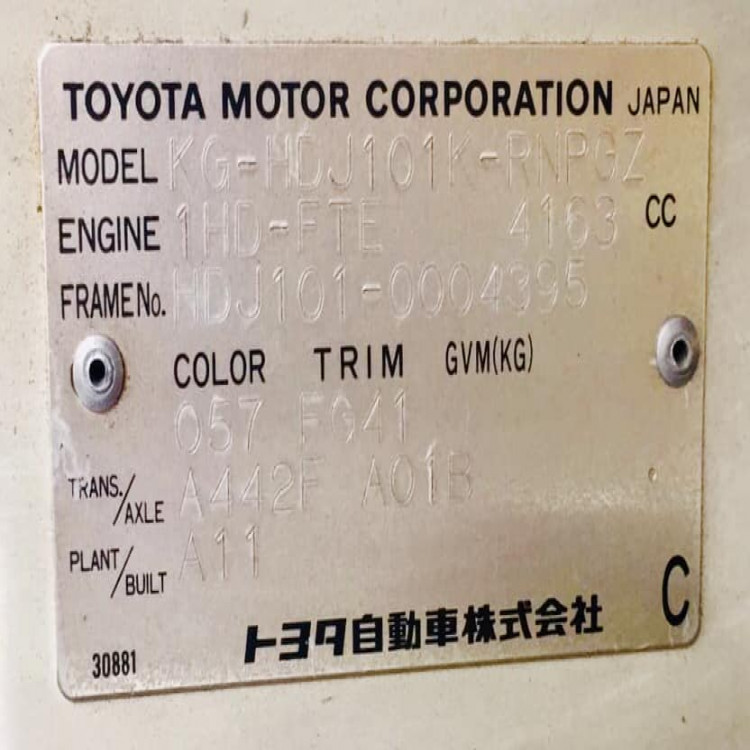 TOYOTA MOTOR CORPORATION JAPAN
MODEL KG-HDJ101K-RNPGZ
ENGINE 1HD-FTE 4163 CC
FRAME No. HDJ101-0004395
COLOR TRIM GVM(KG)
057 FG41
TRANS./AXLE A442F A01B
PLANT/BUILT A11
トヨタ自動車株式会社 C
30881